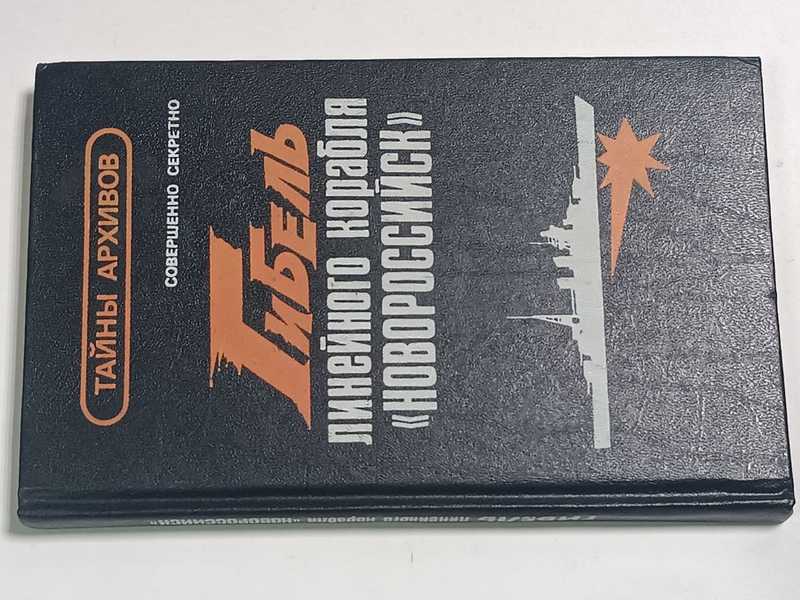 ТАЙНЫ АРХИВОВ
СОВЕРШЕННО СЕКРЕТНО
ГИБЕЛЬ
ЛИНЕЙНОГО КОРАБЛЯ
«НОВОРОССИЙСК»
ГИБЕЛЬ ЛИНЕЙНОГО КОРАБЛЯ «НОВОРОССИЙСК»